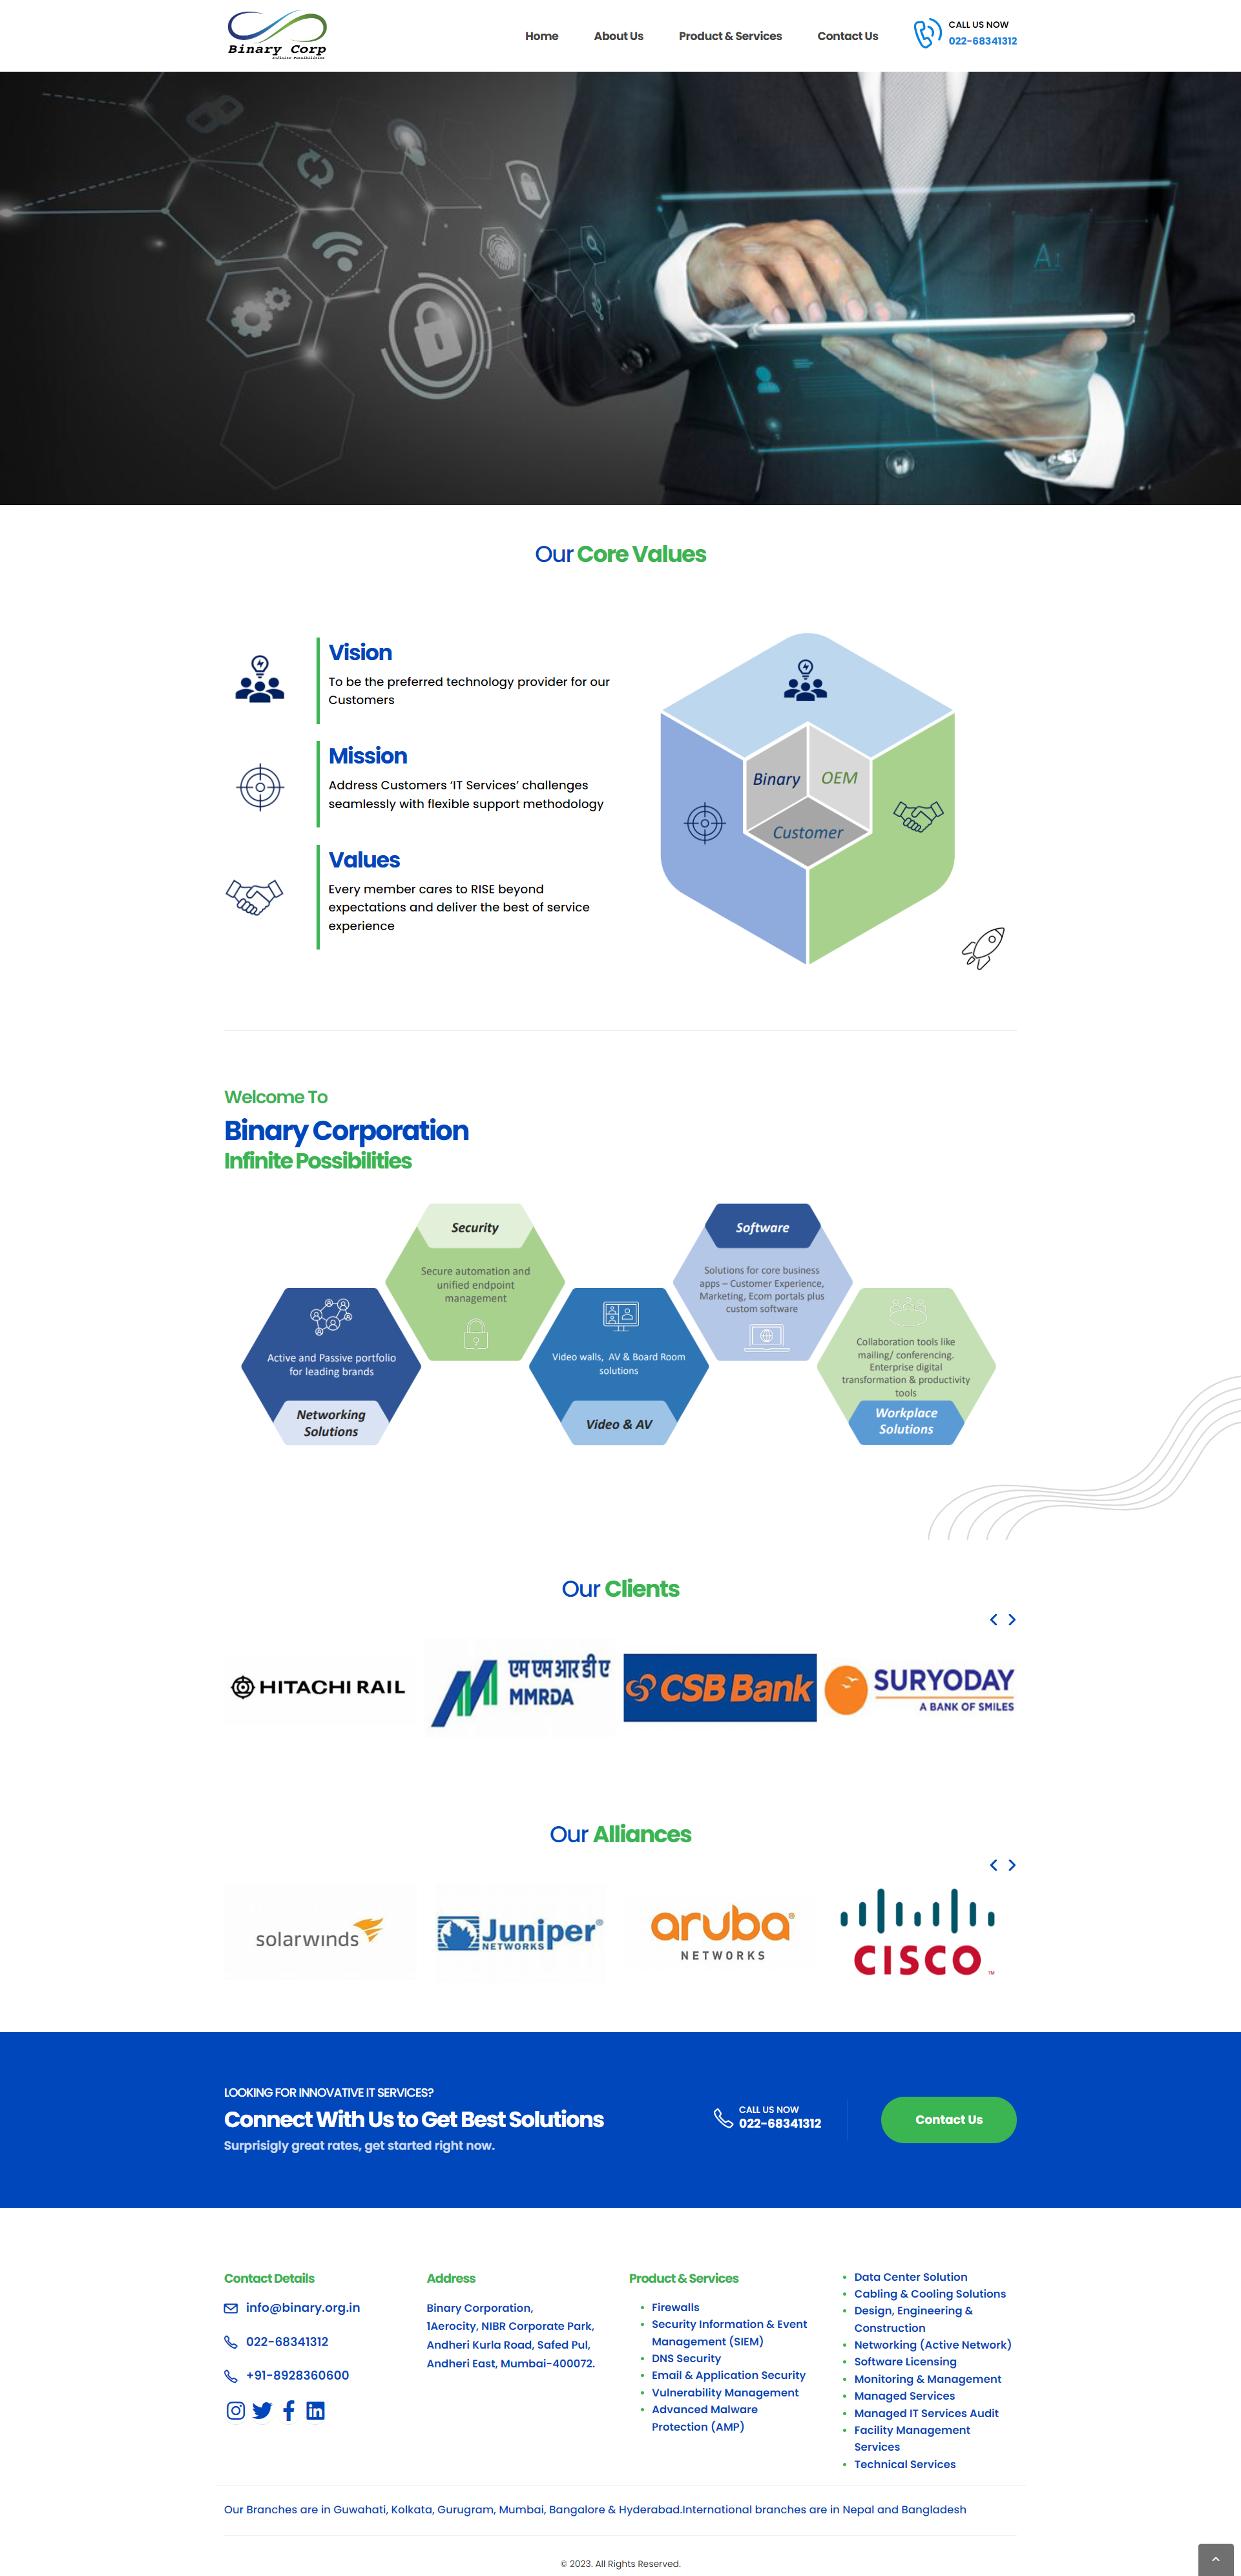 Binary Corp
Infinite Possibilities
Home
About Us
Product & Services
Contact Us
CALL US NOW
022-68341312
Our Core Values
Vision
To be the preferred technology provider for our
Customers
Mission
Address Customers ‘IT Services’ challenges
seamlessly with flexible support methodology
Values
Every member cares to RISE beyond
expectations and deliver the best of service
experience
Binary
OEM
Customer
Welcome To
Binary Corporation
Infinite Possibilities
Security
Secure automation and
unified endpoint
management
Software
Solutions for core business
apps – Customer Experience,
Marketing, Ecom portals plus
custom software
Active and Passive portfolio
for leading brands
Networking
Solutions
Video walls, AV & Board Room
solutions
Video & AV
Collaboration tools like
mailing/ conferencing.
Enterprise digital
transformation & productivity
tools
Workplace
Solutions
Our Clients
HITACHI RAIL
एम एम आर डी ए
MMRDA
CSB Bank
SURYODAY
A BANK OF SMILES
Our Alliances
solarwinds
Juniper®
NETWORKS
aruba®
NETWORKS
CISCO™
LOOKING FOR INNOVATIVE IT SERVICES?
Connect With Us to Get Best Solutions
Surprisigly great rates, get started right now.
CALL US NOW
022-68341312
Contact Us
Contact Details
info@binary.org.in
022-68341312
+91-8928360600
Address
Binary Corporation,
1Aerocity, NIBR Corporate Park,
Andheri Kurla Road, Safed Pul,
Andheri East, Mumbai-400072.
Product & Services
Firewalls
Security Information & Event
Management (SIEM)
DNS Security
Email & Application Security
Vulnerability Management
Advanced Malware
Protection (AMP)
Data Center Solution
Cabling & Cooling Solutions
Design, Engineering &
Construction
Networking (Active Network)
Software Licensing
Monitoring & Management
Managed Services
Managed IT Services Audit
Facility Management
Services
Technical Services
Our Branches are in Guwahati, Kolkata, Gurugram, Mumbai, Bangalore & Hyderabad.International branches are in Nepal and Bangladesh
© 2023. All Rights Reserved.